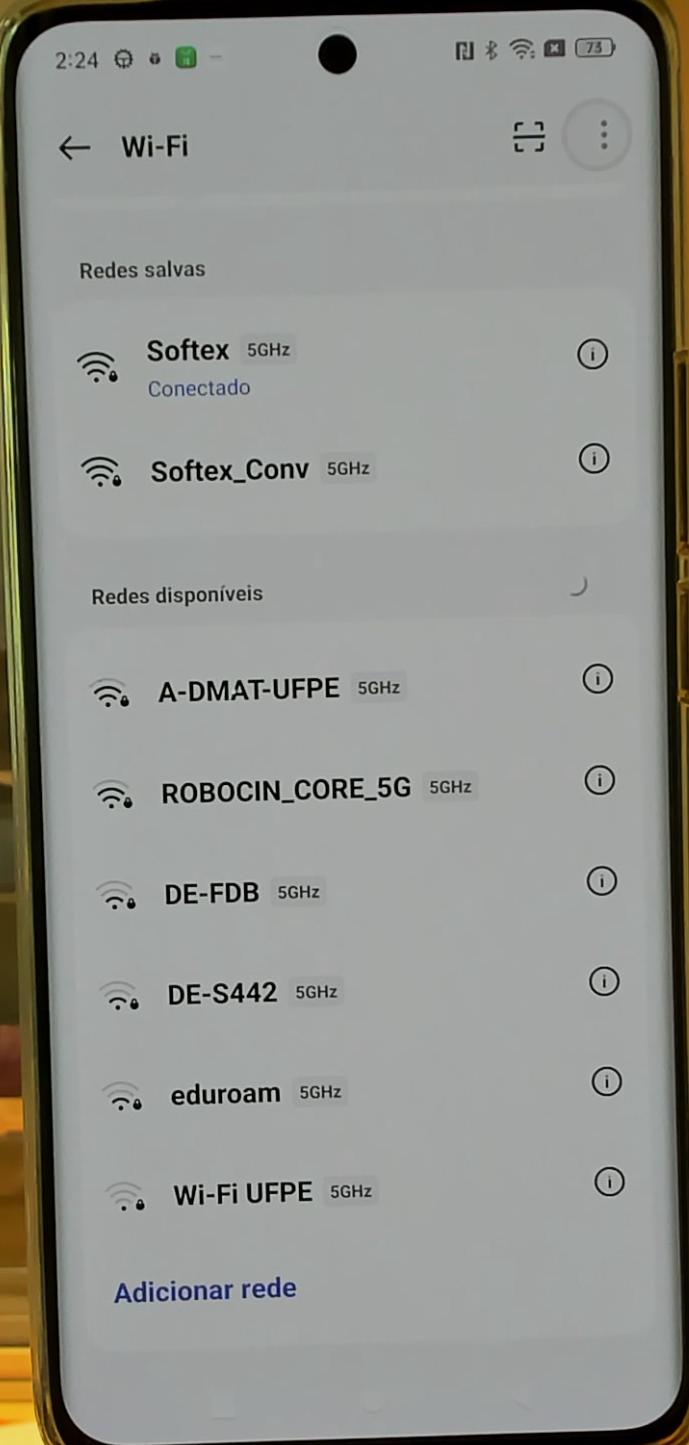 2:24
73
Wi-Fi
Redes salvas
Softex 5GHz
Conectado
Softex_Conv 5GHz
Redes disponíveis
A-DMAT-UFPE 5GHz
ROBOCIN_CORE_5G 5GHz
DE-FDB 5GHz
DE-S442 5GHz
eduroam 5GHz
Wi-Fi UFPE 5GHz
Adicionar rede